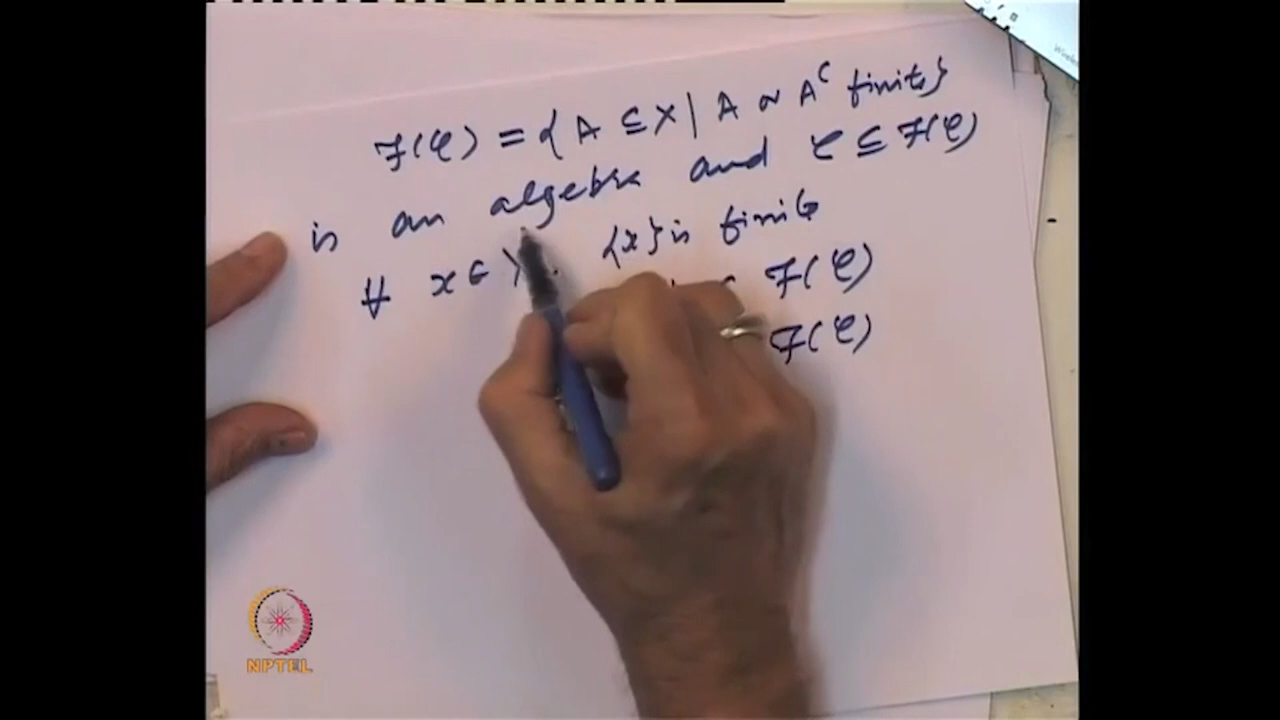 F(C) = { A ⊆ X | A or A^C finite }
is an algebra and C ⊆ F(C)
∀ x ∈ X. {x} is finite
F(C)
F(C)
NPTEL